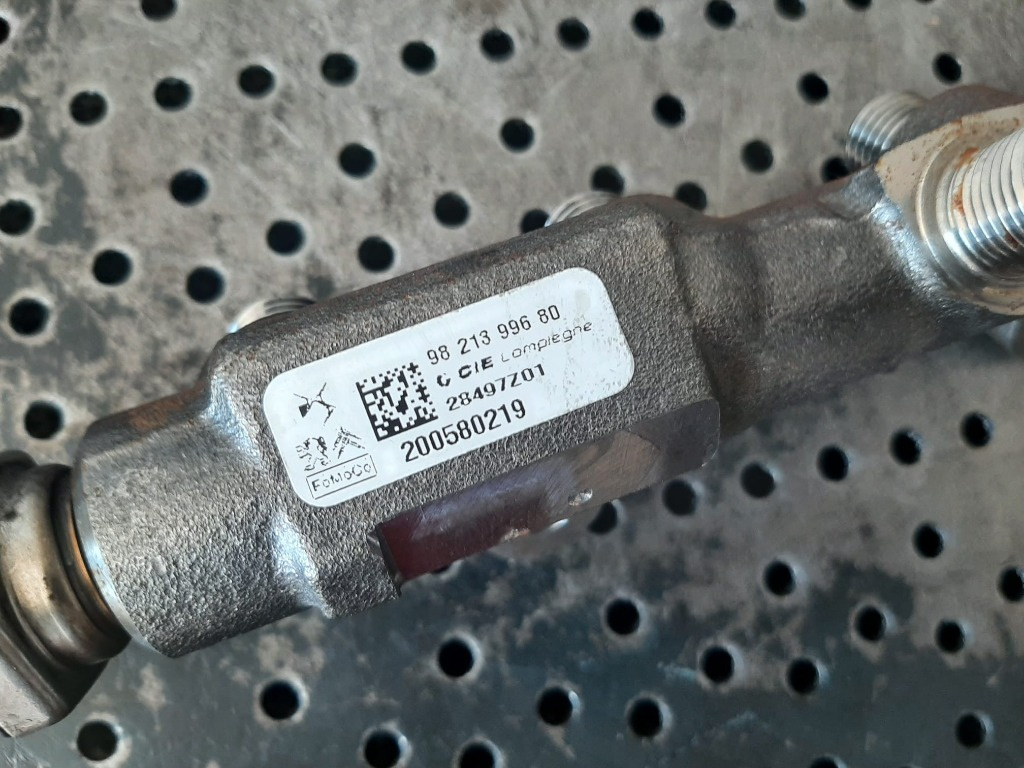 98 213 996 80
C CIE Compiegne
28497Z01
200580219
FoMoCo